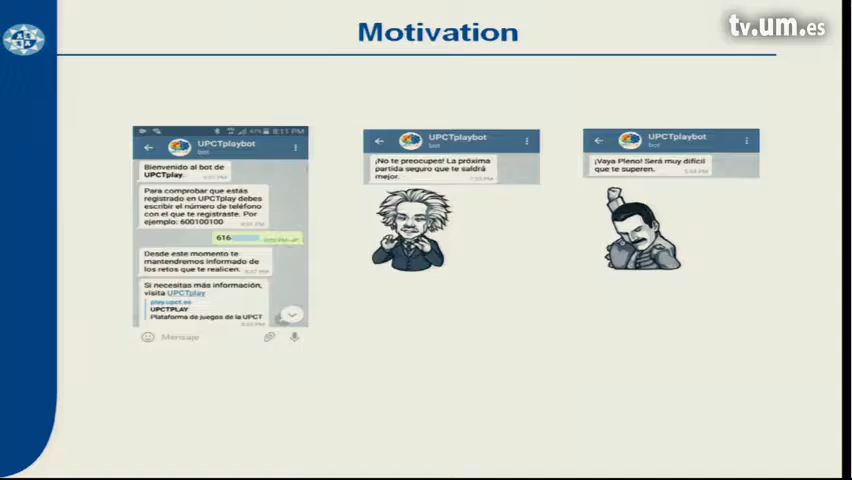 Motivation
tv.um.es
8:11 PM
UPCTplaybot
bot
Bienvenido al bot de
UPCTplay.
Para comprobar que estás
registrado en UPCTplay debes
escribir el número de teléfono
con el que te registraste. Por
ejemplo: 600100100
616
Desde este momento te
mantendremos informado de
los retos que te realicen.
Si necesitas más información,
visita UPCTplay
play.upct.es
UPCTPLAY
Plataforma de juegos de la UPCT
Mensaje
UPCTplaybot
bot
¡No te preocupes! La próxima
partida seguro que te saldrá
mejor.
UPCTplaybot
bot
¡Vaya Pleno! Será muy difícil
que te superen.